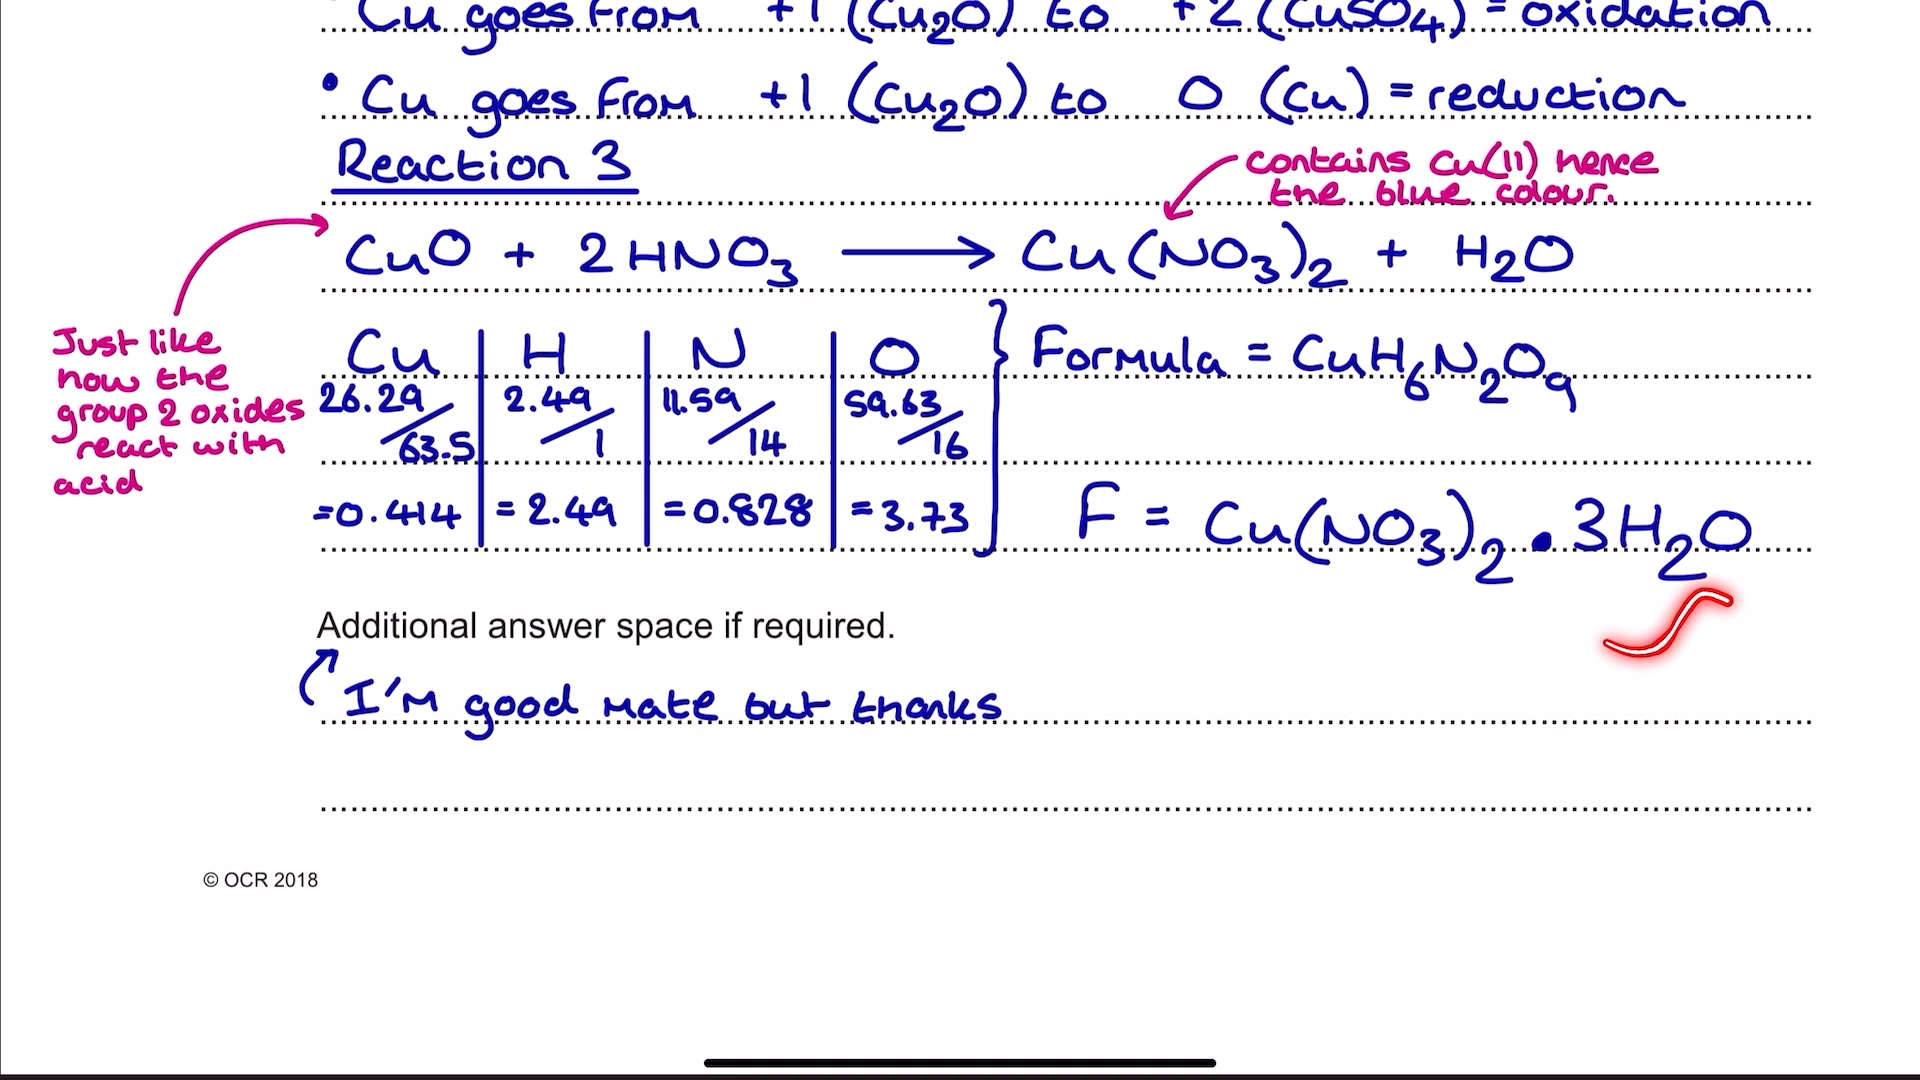 • Cu goes from +1 (Cu2O) to +2 (CuSO4) = oxidation
• Cu goes from +1 (Cu2O) to 0 (Cu) = reduction
Reaction 3
contains Cu(II) hence
the blue colour.
CuO + 2HNO3 ⟶ Cu(NO3)2 + H2O
Just like
how the
group 2 oxides
react with
acid
Cu | H | N | O } Formula = CuH6N2O9
26.29/63.5 | 2.49/1 | 11.59/14 | 59.63/16
=0.414 | =2.49 | =0.828 | =3.73
F = Cu(NO3)2•3H2O
Additional answer space if required.
I'm good mate but thanks
© OCR 2018